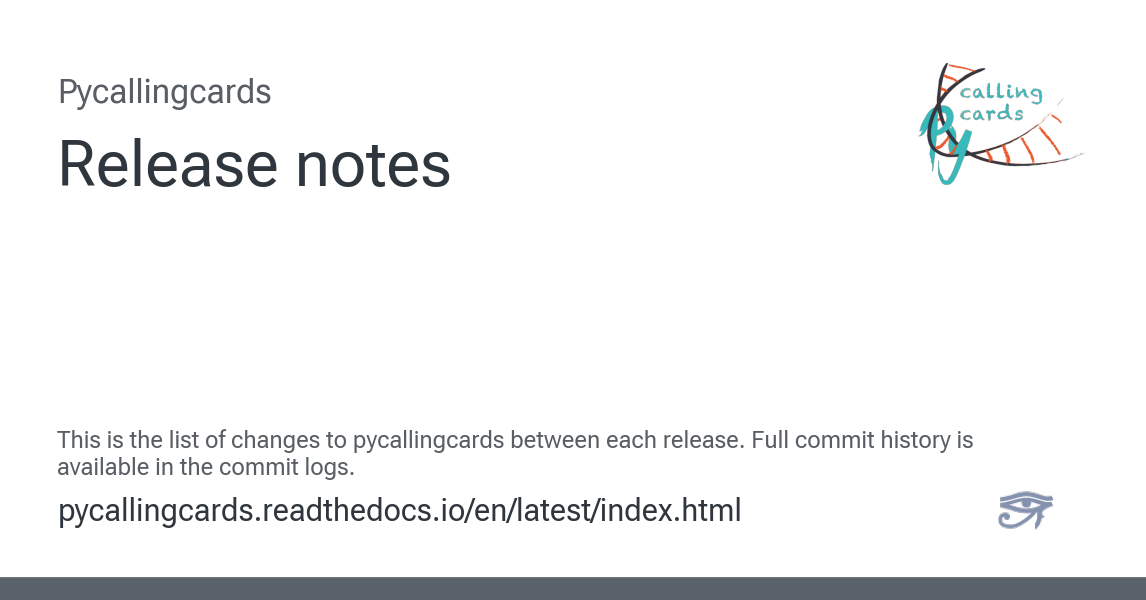 Pycallingcards
Release notes
calling
cards
Py
This is the list of changes to pycallingcards between each release. Full commit history is
available in the commit logs.
pycallingcards.readthedocs.io/en/latest/index.html